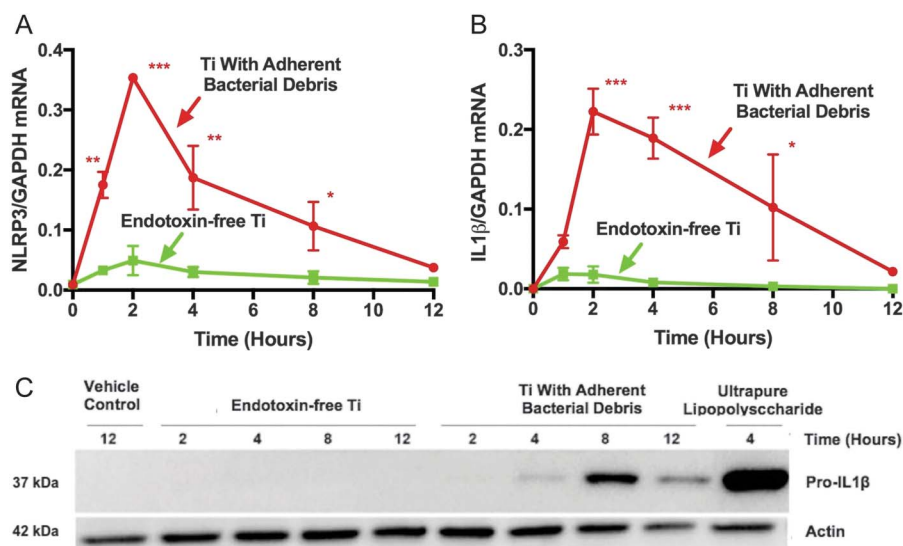 A
NLRP3/GAPDH mRNA
0.4
0.3
0.2
0.1
0.0
0 2 4 6 8 10 12
Time (Hours)
***
Ti With Adherent
Bacterial Debris
**
**
*
Endotoxin-free Ti
B
IL1β/GAPDH mRNA
0.3
0.2
0.1
0.0
0 2 4 6 8 10 12
Time (Hours)
***
***
Ti With Adherent
Bacterial Debris
*
Endotoxin-free Ti
C
Vehicle
Control
Endotoxin-free Ti
Ti With Adherent
Bacterial Debris
Ultrapure
Lipopolysccharide
12 2 4 8 12 2 4 8 12 4 Time (Hours)
37 kDa Pro-IL1β
42 kDa Actin